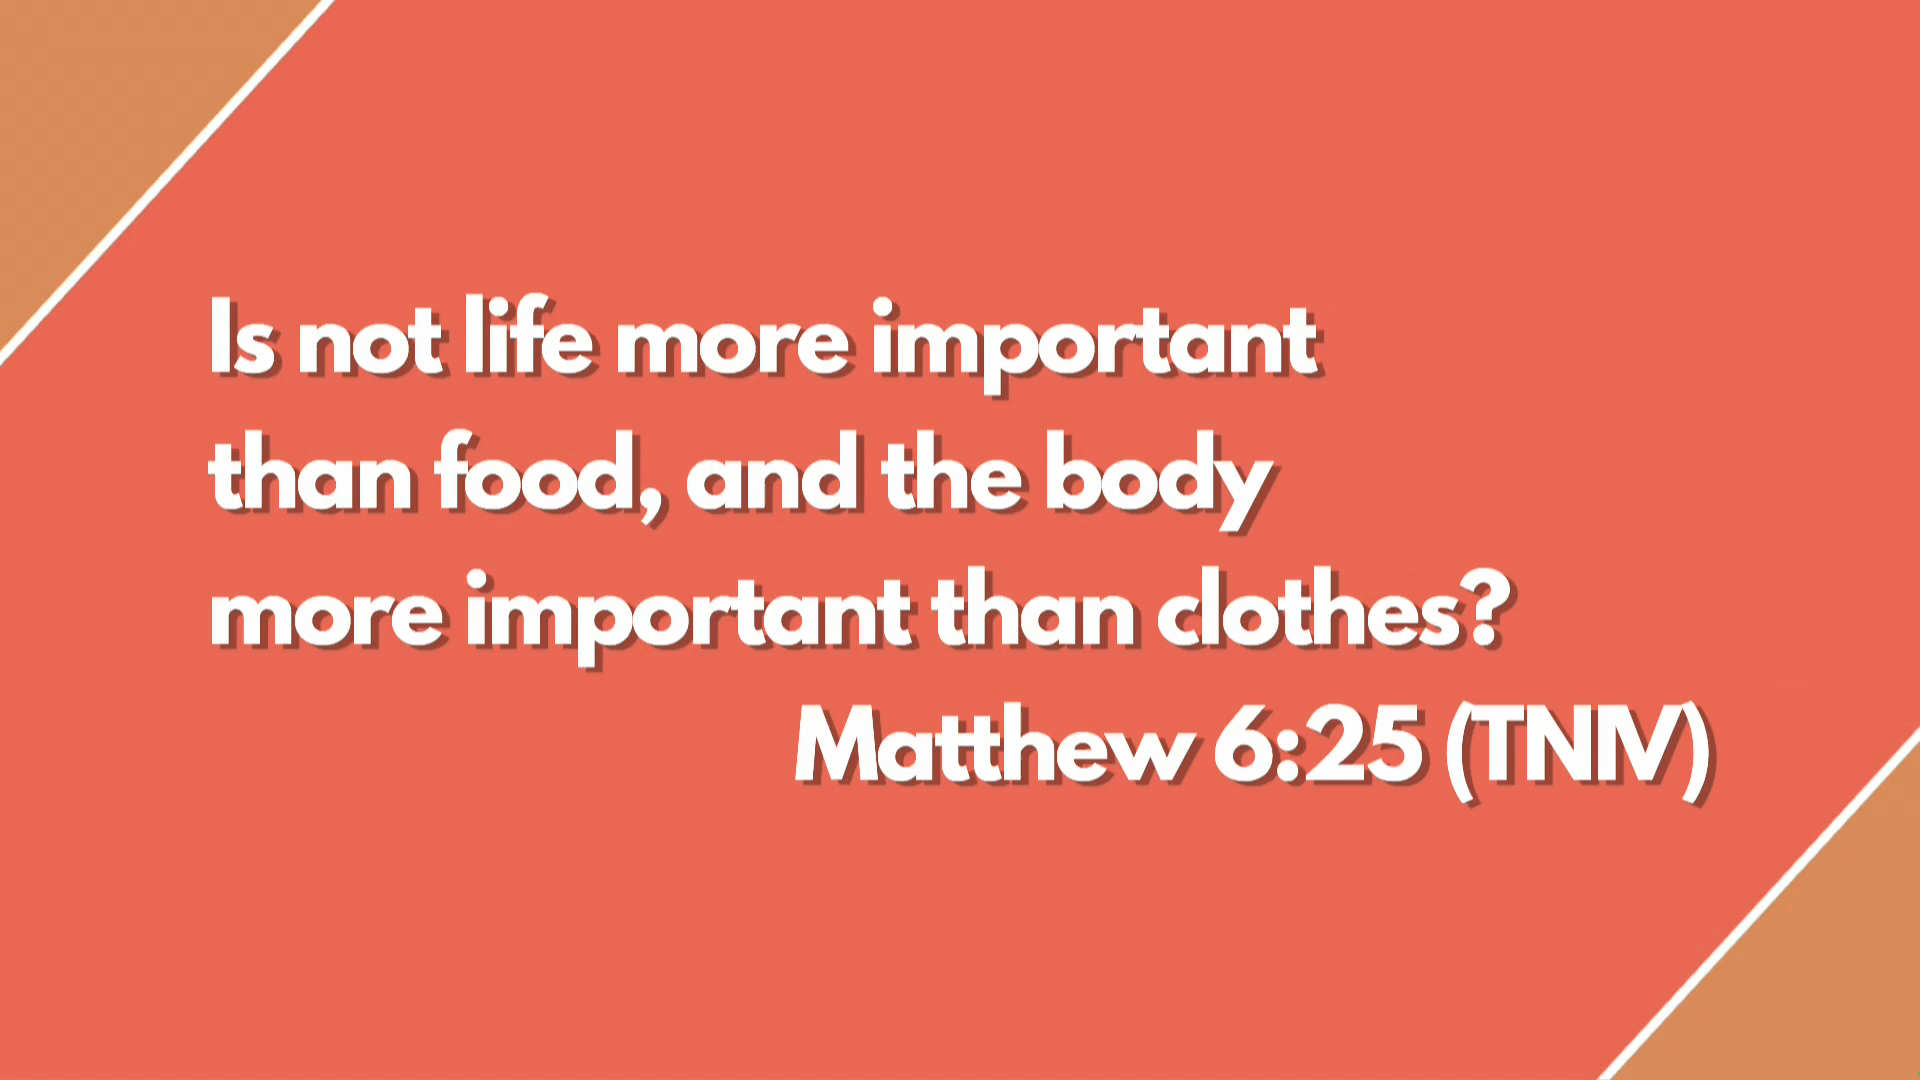 Is not life more important
than food, and the body
more important than clothes?
Matthew 6:25 (TNIV)